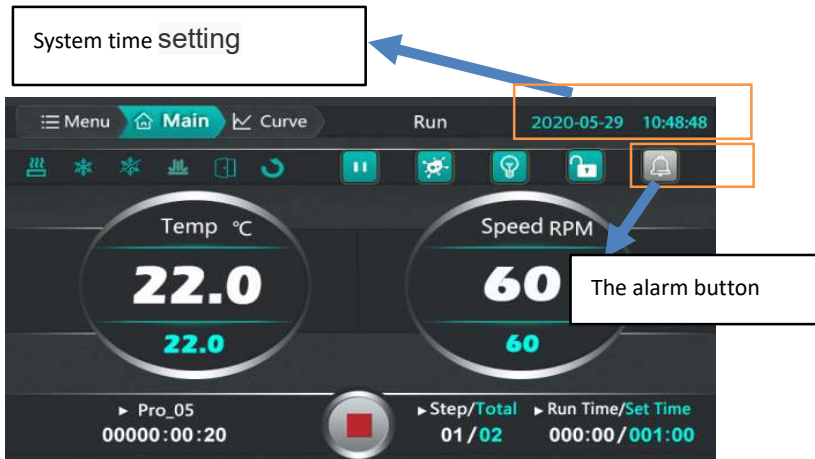 System time setting
Menu Main Curve Run 2020-05-29 10:48:48
Temp °C
22.0
22.0
Speed RPM
60
60
The alarm button
► Pro_05
00000:00:20
►Step/Total
01/02
►Run Time/Set Time
000:00/001:00